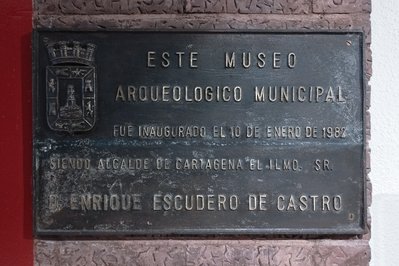 ESTE MUSEO
ARQUEOLOGICO MUNICIPAL
FUE INAUGURADO EL 10 DE ENERO DE 1982
SIENDO ALCALDE DE CARTAGENA EL ILMO. SR.
D. ENRIQUE ESCUDERO DE CASTRO